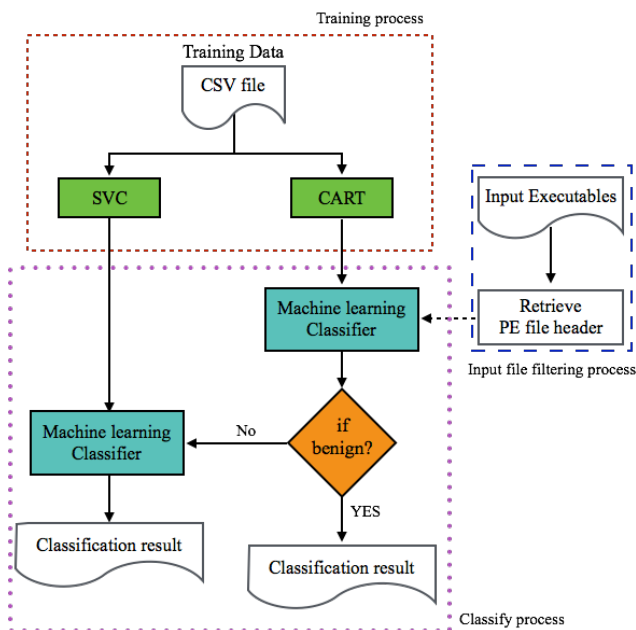 Training process
Training Data
CSV file
SVC
CART
Input Executables
Retrieve
PE file header
Input file filtering process
Machine learning
Classifier
if
benign?
No
YES
Machine learning
Classifier
Classification result
Classification result
Classify process